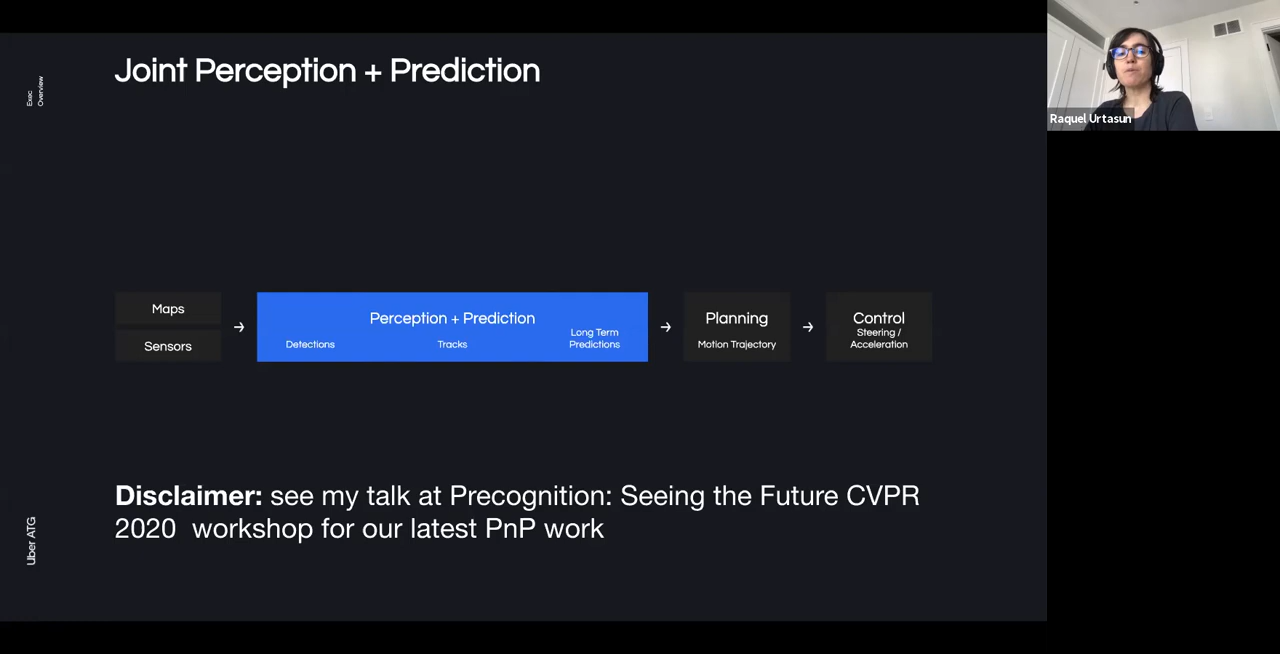 Joint Perception + Prediction
Exec
Overview
Raquel Urtasun
Maps
Sensors
→
Perception + Prediction
Detections
Tracks
Long Term
Predictions
→
Planning
Motion Trajectory
→
Control
Steering /
Acceleration
Disclaimer: see my talk at Precognition: Seeing the Future CVPR
2020 workshop for our latest PnP work
Uber ATG